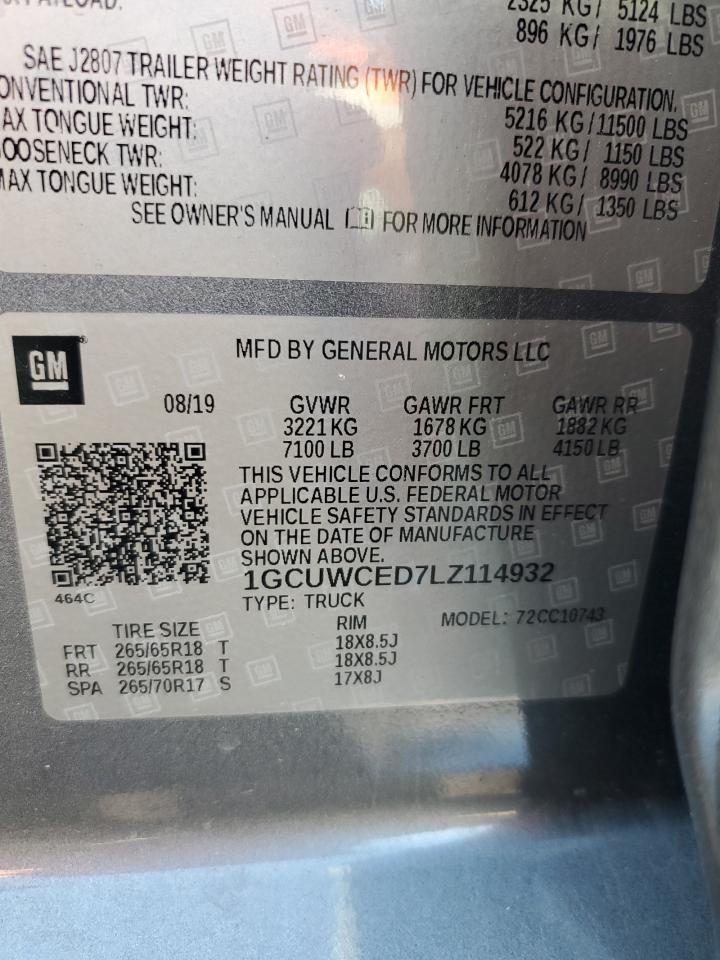 2325 KG/ 5124 LBS
896 KG/ 1976 LBS
SAE J2807 TRAILER WEIGHT RATING (TWR) FOR VEHICLE CONFIGURATION.
ONVENTIONAL TWR: 5216 KG/11500 LBS
AX TONGUE WEIGHT: 522 KG/ 1150 LBS
OOSENECK TWR: 4078 KG/ 8990 LBS
MAX TONGUE WEIGHT: 612 KG/ 1350 LBS
SEE OWNER'S MANUAL FOR MORE INFORMATION
GM
MFD BY GENERAL MOTORS LLC
08/19 GVWR GAWR FRT GAWR RR
3221 KG 1678 KG 1882 KG
7100 LB 3700 LB 4150 LB
THIS VEHICLE CONFORMS TO ALL
APPLICABLE U.S. FEDERAL MOTOR
VEHICLE SAFETY STANDARDS IN EFFECT
ON THE DATE OF MANUFACTURE
SHOWN ABOVE.
464C
1GCUWCED7LZ114932
TYPE: TRUCK
MODEL: 72CC10743
TIRE SIZE RIM
FRT 265/65R18 T 18X8.5J
RR 265/65R18 T 18X8.5J
SPA 265/70R17 S 17X8J